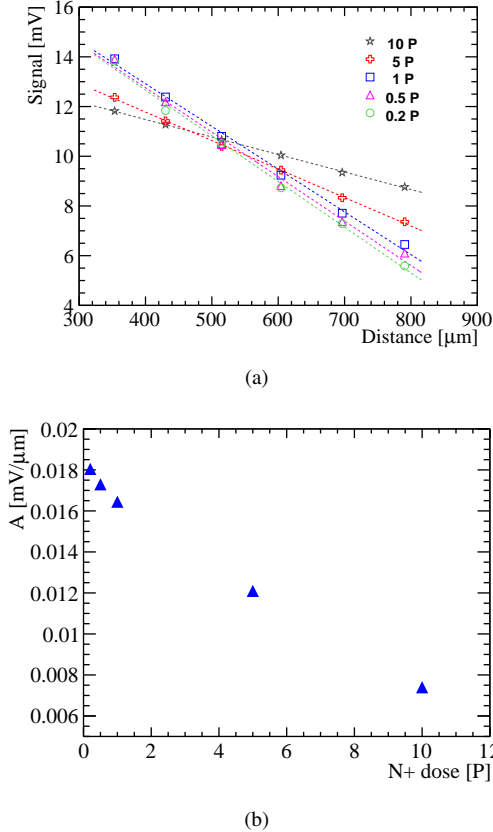 Signal [mV]
16
14
12
10
8
6
4
10 P
5 P
1 P
0.5 P
0.2 P
300 400 500 600 700 800 900
Distance [μm]
(a)
A [mV/μm]
0.02
0.018
0.016
0.014
0.012
0.01
0.008
0.006
0 2 4 6 8 10 12
N+ dose [P]
(b)